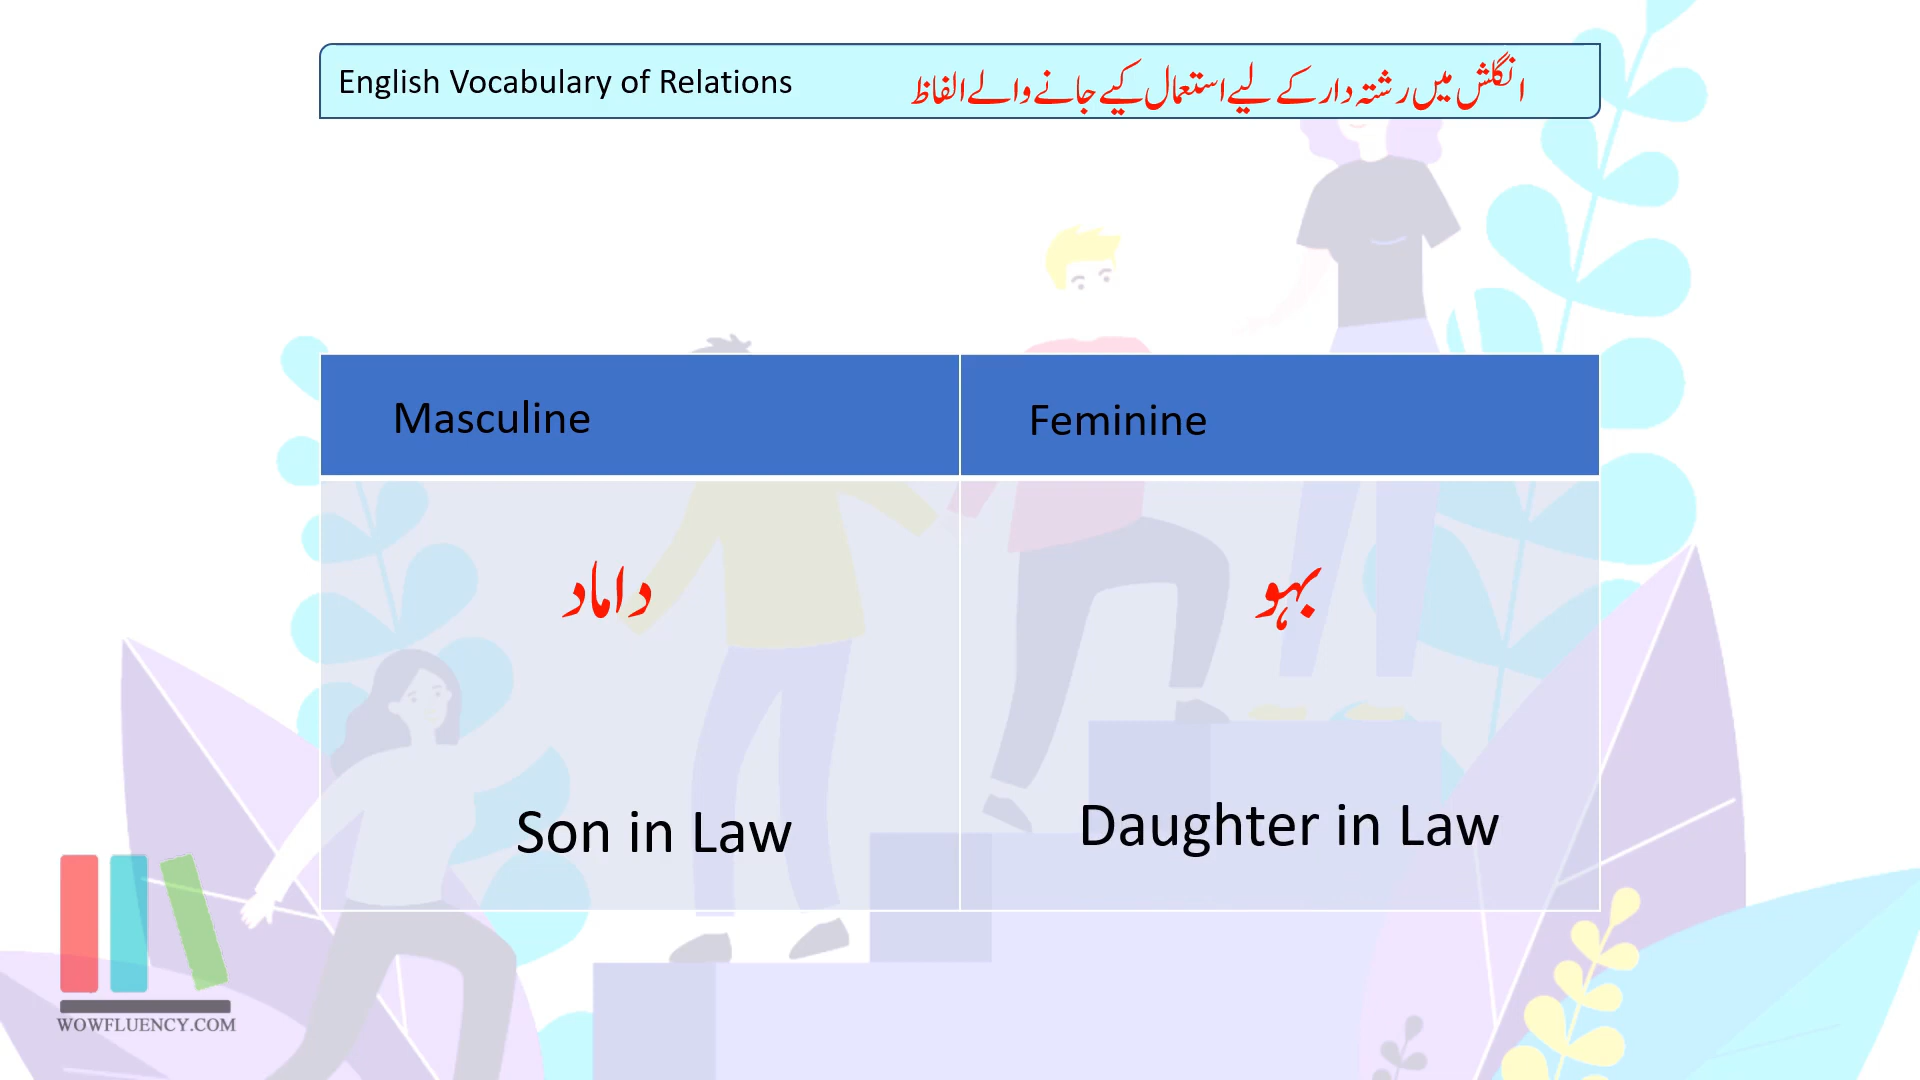 English Vocabulary of Relations
انگلش میں رشتہ دار کے لیے استعمال کیے جانے والے الفاظ
Masculine
Feminine
داماد
بہو
Son in Law
Daughter in Law
WOWFLUENCY.COM